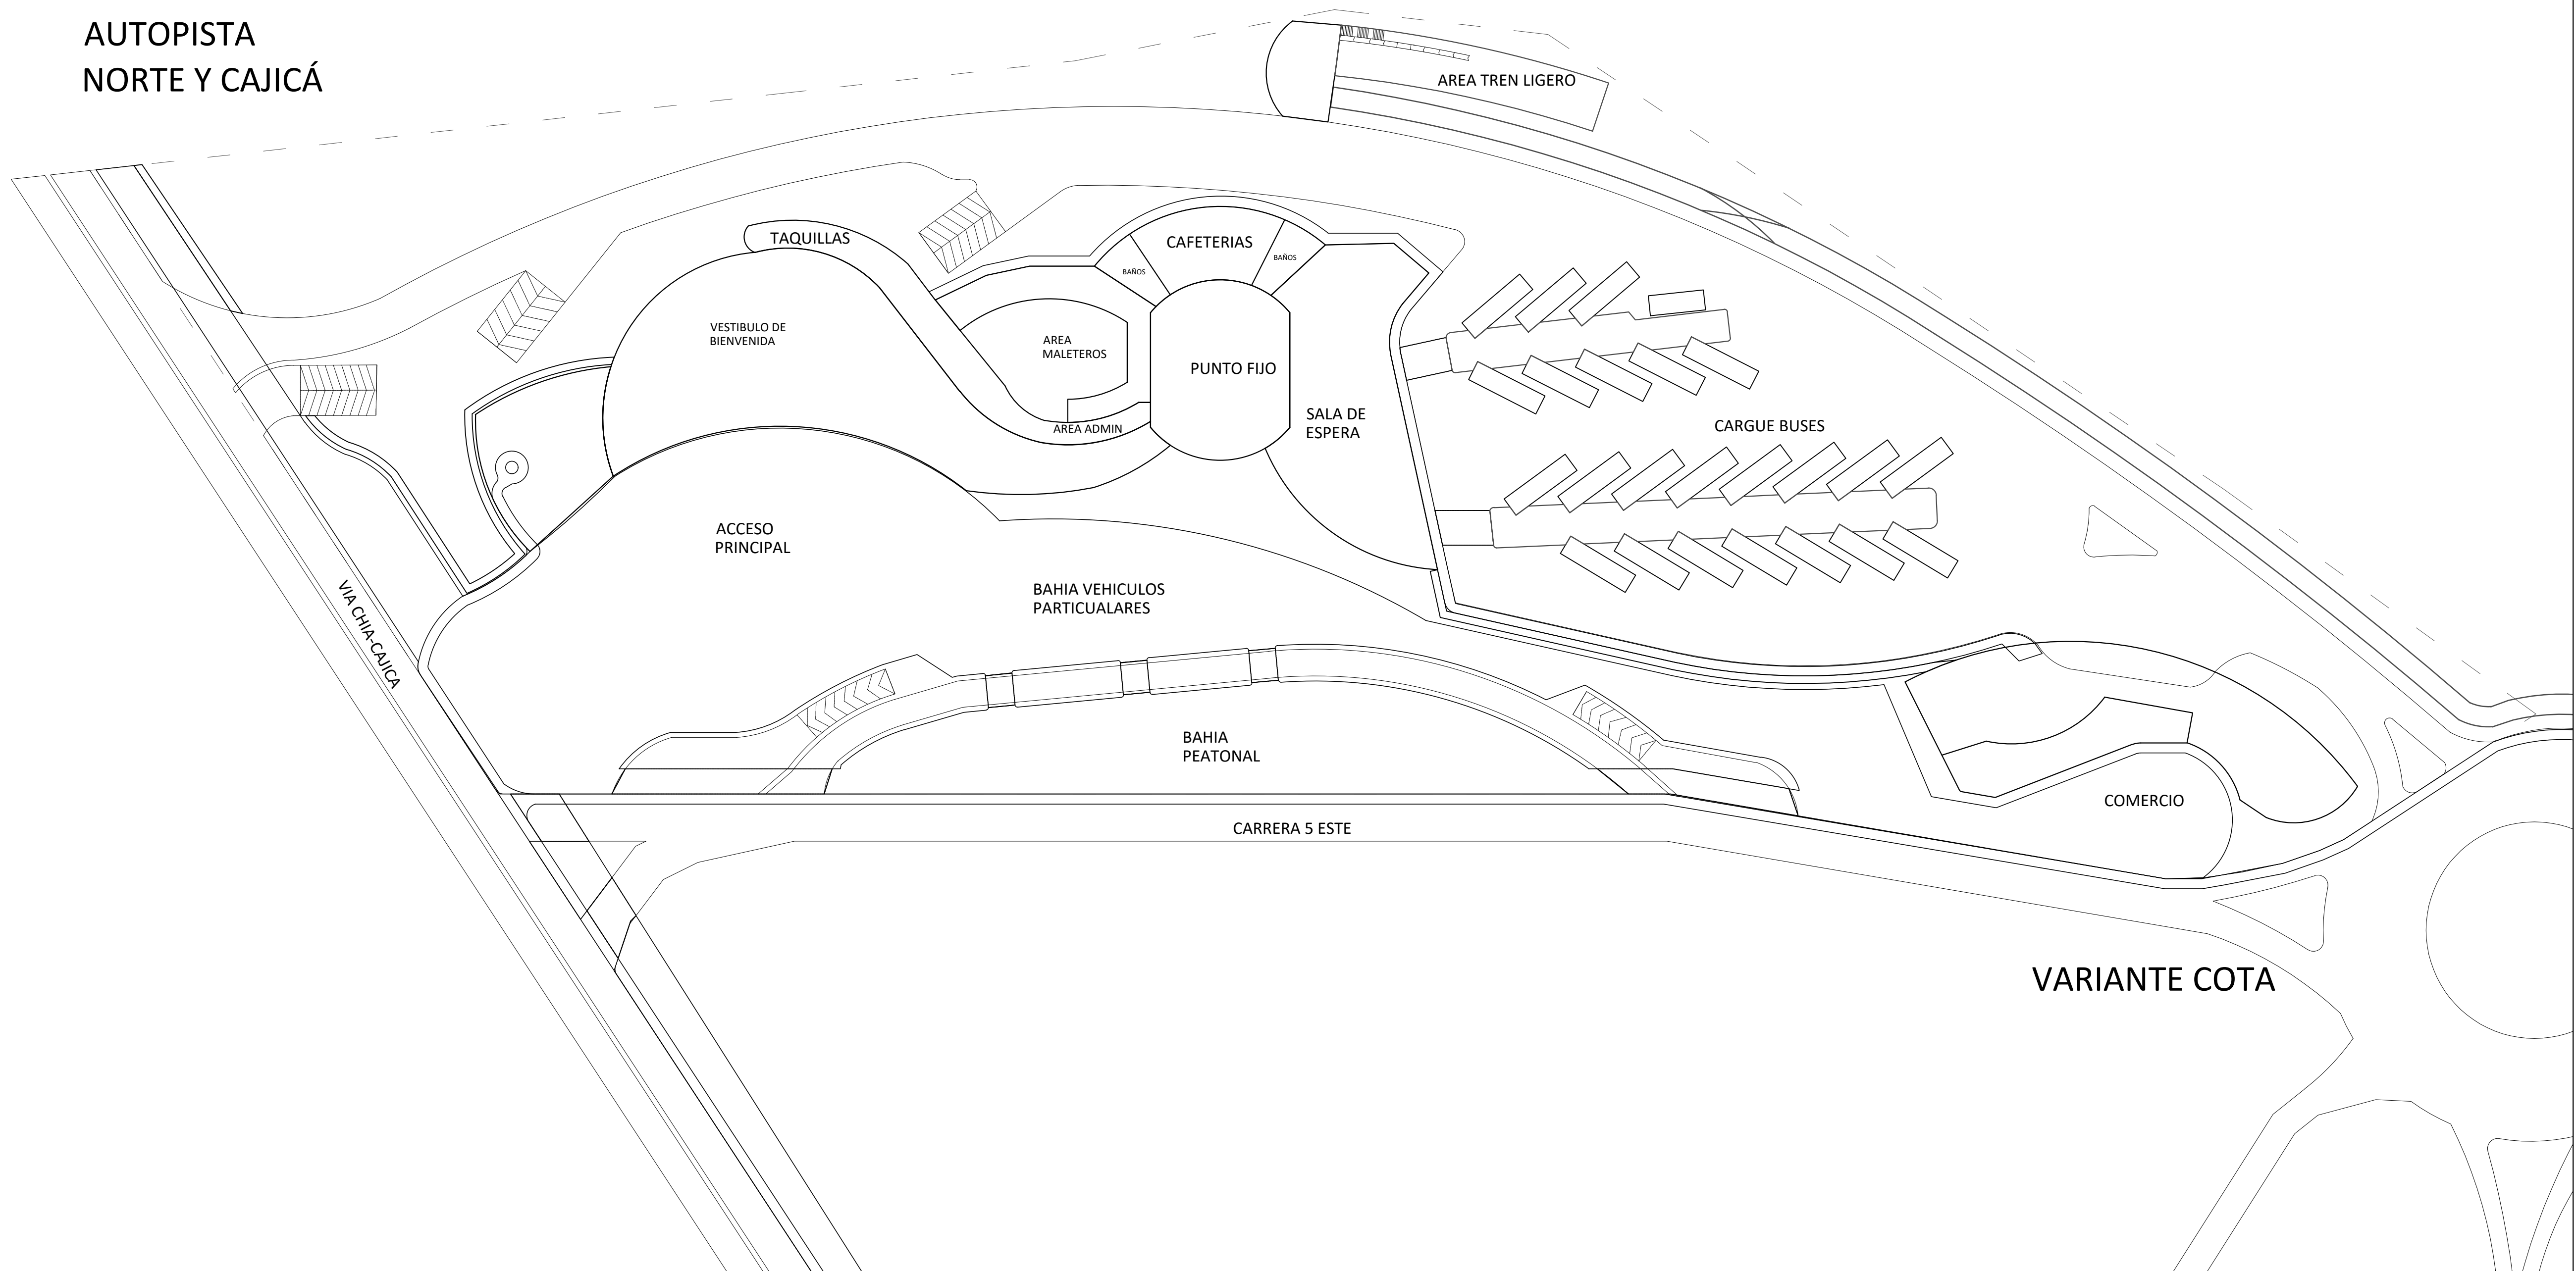 AUTOPISTA
NORTE Y CAJICÁ
AREA TREN LIGERO
TAQUILLAS
CAFETERIAS
BAÑOS
BAÑOS
VESTIBULO DE
BIENVENIDA
AREA
MALETEROS
PUNTO FIJO
AREA ADMIN
SALA DE
ESPERA
CARGUE BUSES
ACCESO
PRINCIPAL
VIA CHIA-CAJICA
BAHIA VEHICULOS
PARTICUALARES
BAHIA
PEATONAL
COMERCIO
CARRERA 5 ESTE
VARIANTE COTA